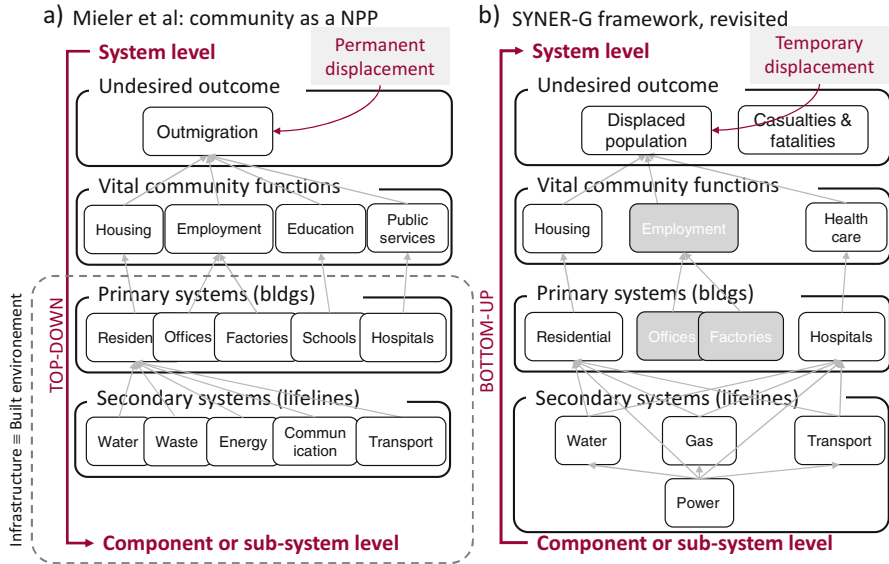 a) Mieler et al: community as a NPP
System level
Permanent
displacement
Undesired outcome
Outmigration
Vital community functions
Housing
Employment
Education
Public
services
Primary systems (bldgs)
Residen
Offices
Factories
Schools
Hospitals
Secondary systems (lifelines)
Water
Waste
Energy
Commun
ication
Transport
TOP-DOWN
Infrastructure ≡ Built environement
Component or sub-system level
b) SYNER-G framework, revisited
System level
Temporary
displacement
Undesired outcome
Displaced
population
Casualties &
fatalities
Vital community functions
Housing
Employment
Health
care
Primary systems (bldgs)
Residential
Offices
Factories
Hospitals
Secondary systems (lifelines)
Water
Gas
Transport
Power
BOTTOM-UP
Component or sub-system level